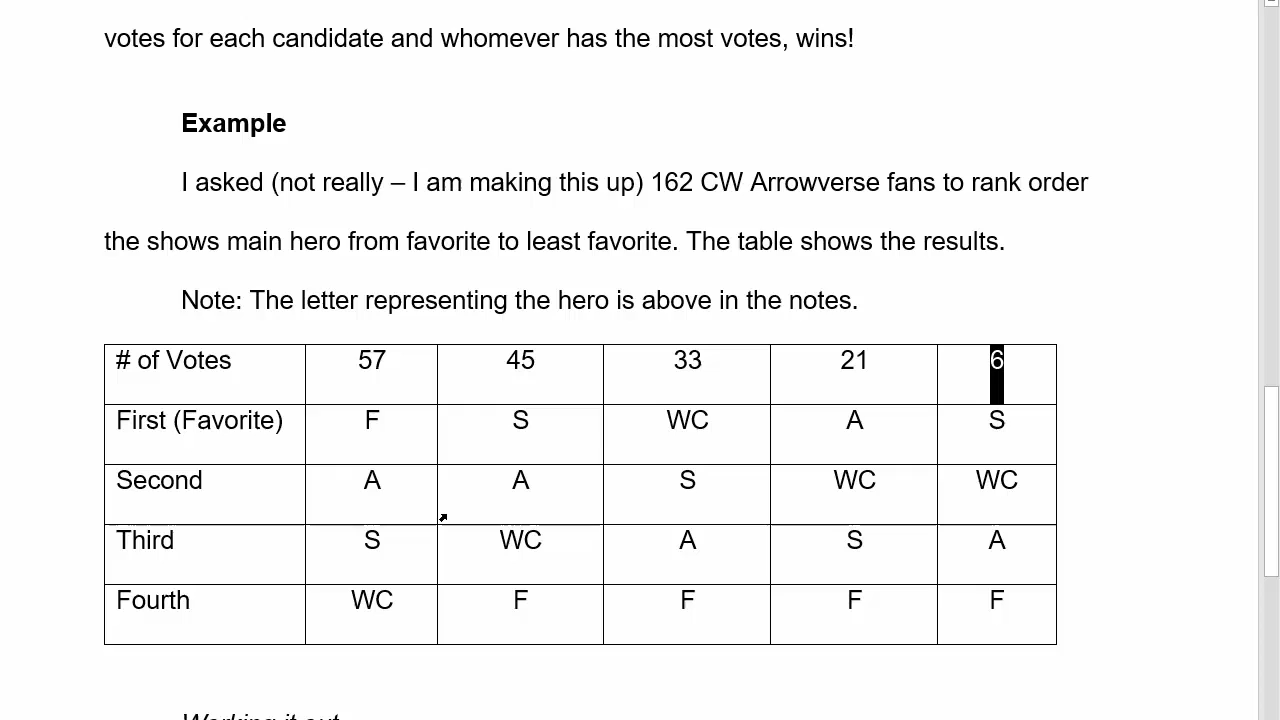 votes for each candidate and whomever has the most votes, wins!
Example
I asked (not really – I am making this up) 162 CW Arrowverse fans to rank order
the shows main hero from favorite to least favorite. The table shows the results.
Note: The letter representing the hero is above in the notes.
# of Votes 57 45 33 21 6
First (Favorite) F S WC A S
Second A A S WC WC
Third S WC A S A
Fourth WC F F F F
Working it out